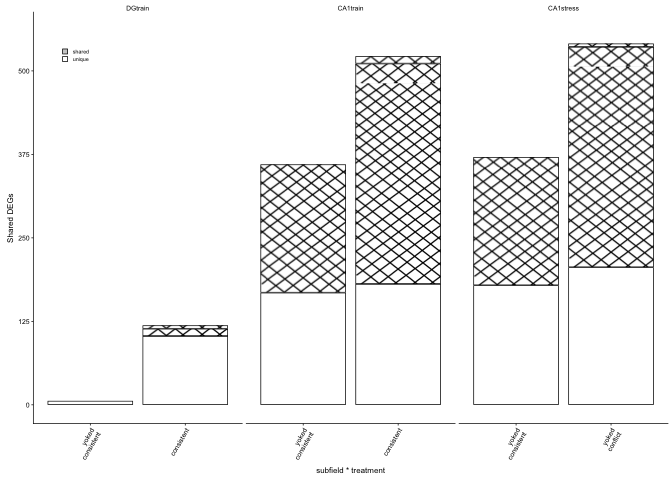 DGtrain
CA1train
CA1stress
shared
unique
Shared DEGs
500
375
250
125
0
yoked
consistent
consistent
yoked
consistent
consistent
yoked
consistent
yoked
conflict
subfield * treatment